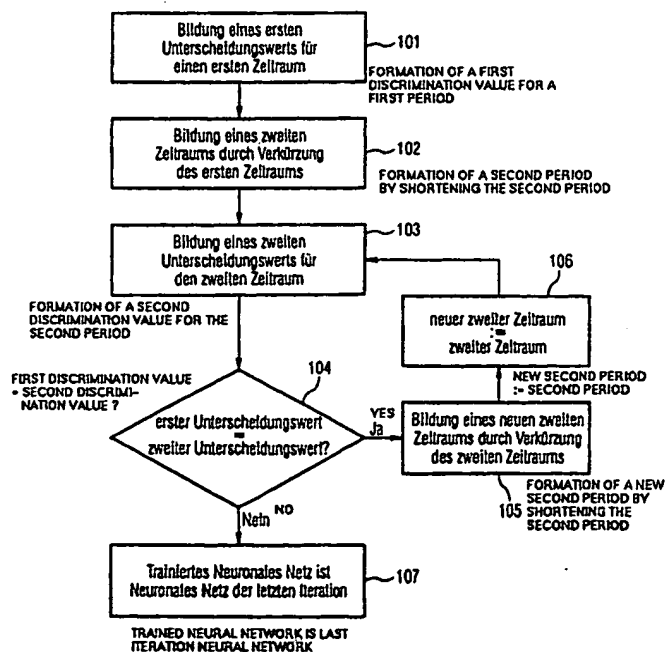 Bildung eines ersten
Unterscheidungswerts für
einen ersten Zeitraum
101
FORMATION OF A FIRST
DISCRIMINATION VALUE FOR A
FIRST PERIOD
Bildung eines zweiten
Zeitraums durch Verkürzung
des ersten Zeitraums
102
FORMATION OF A SECOND PERIOD
BY SHORTENING THE SECOND PERIOD
Bildung eines zweiten
Unterscheidungswerts für
den zweiten Zeitraum
103
FORMATION OF A SECOND
DISCRIMINATION VALUE FOR THE
SECOND PERIOD
106
neuer zweiter Zeitraum
:=
zweiter Zeitraum
NEW SECOND PERIOD
:= SECOND PERIOD
FIRST DISCRIMINATION VALUE
= SECOND DISCRIMI-
NATION VALUE ?
104
erster Unterscheidungswert
=
zweiter Unterscheidungswert?
YES
Ja
Bildung eines neuen zweiten
Zeitraums durch Verkürzung
des zweiten Zeitraums
105
FORMATION OF A NEW
SECOND PERIOD BY
SHORTENING THE
SECOND PERIOD
Nein NO
Trainiertes Neuronales Netz ist
Neuronales Netz der letzten Iteration
107
TRAINED NEURAL NETWORK IS LAST
ITERATION NEURAL NETWORK